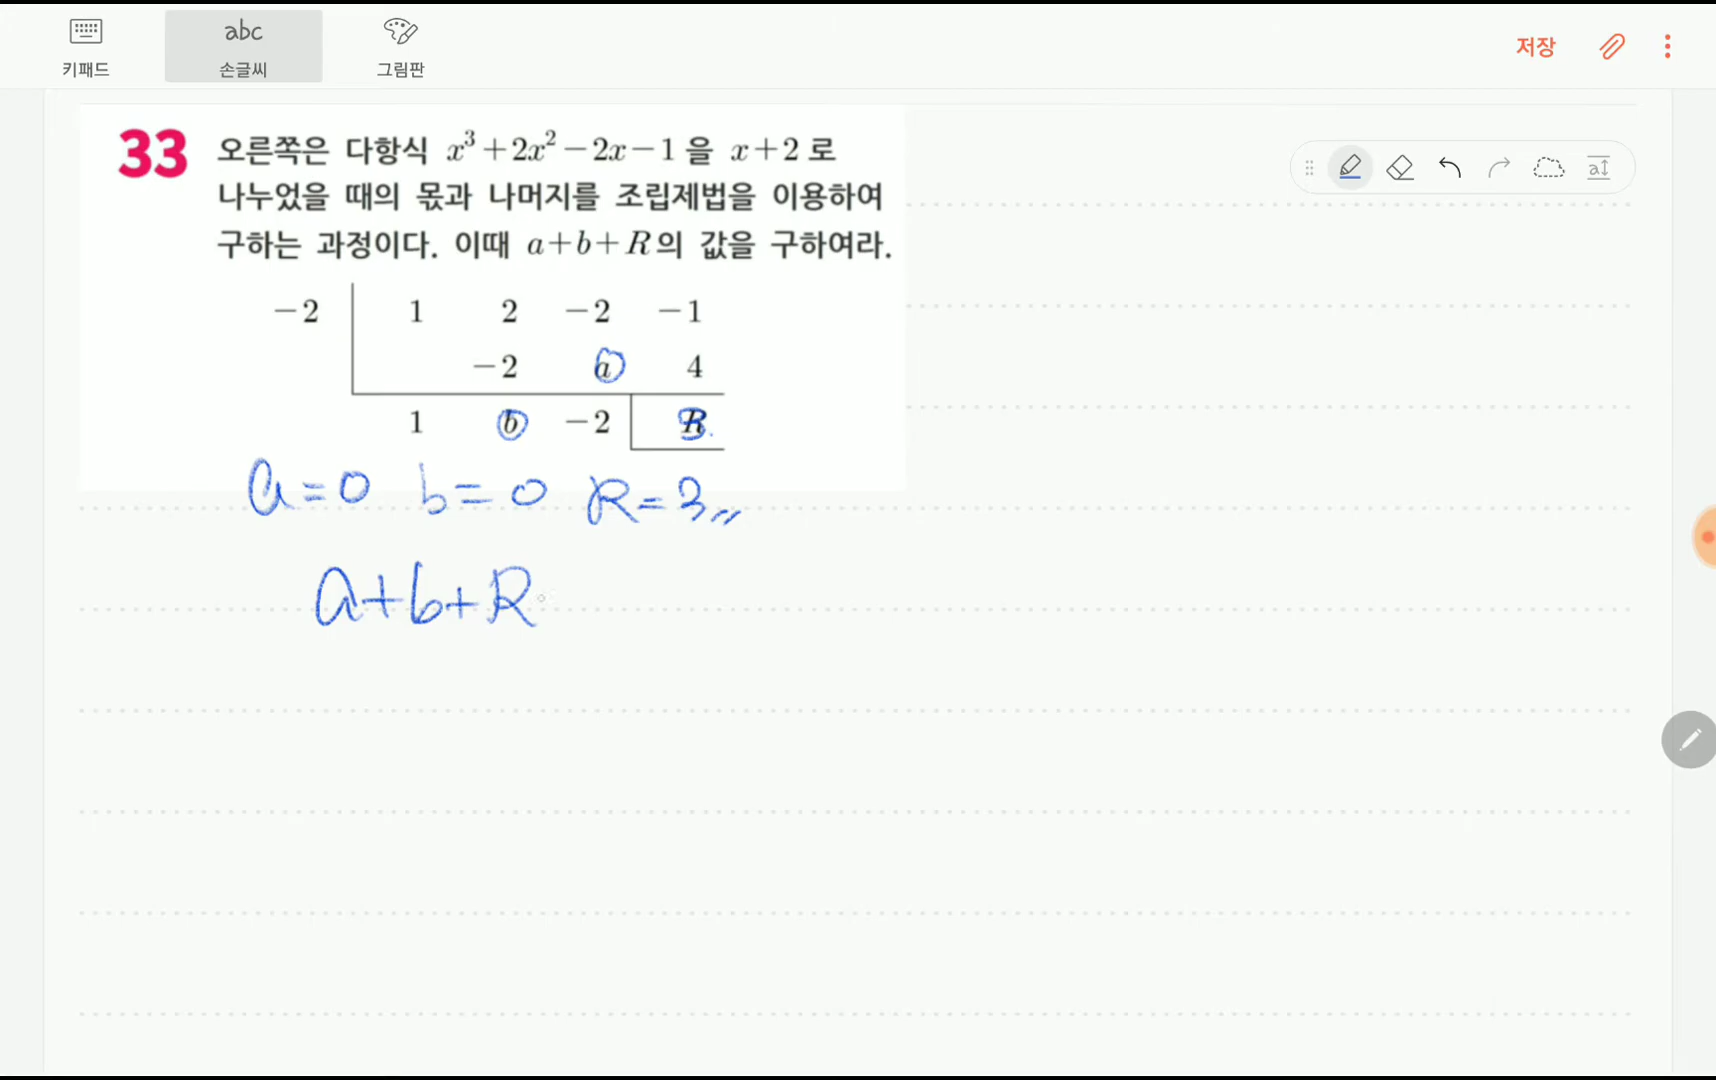 키패드 abc 손글씨 그림판 저장
33 오른쪽은 다항식 x³+2x²−2x−1을 x+2로
나누었을 때의 몫과 나머지를 조립제법을 이용하여
구하는 과정이다. 이때 a+b+R의 값을 구하여라.
−2 1 2 −2 −1
−2 a 4
1 b −2 R
a=0 b=0 R=3
a+b+R